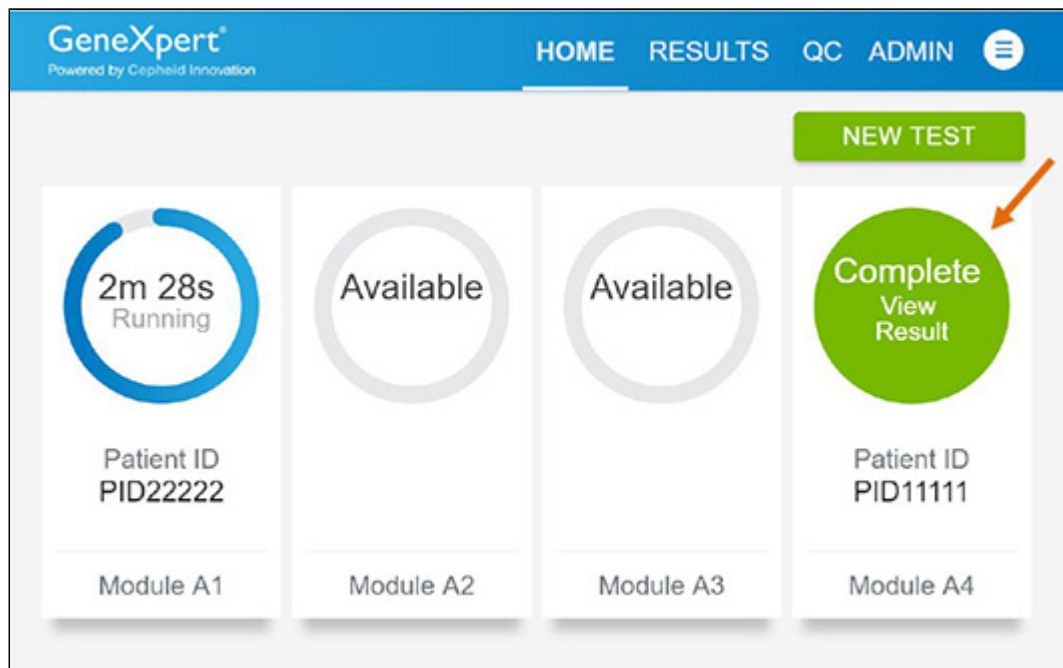 GeneXpert®
Powered by Cepheid Innovation
HOME RESULTS QC ADMIN
NEW TEST
2m 28s
Running
Patient ID
PID22222
Module A1
Available
Module A2
Available
Module A3
Complete
View
Result
Patient ID
PID11111
Module A4